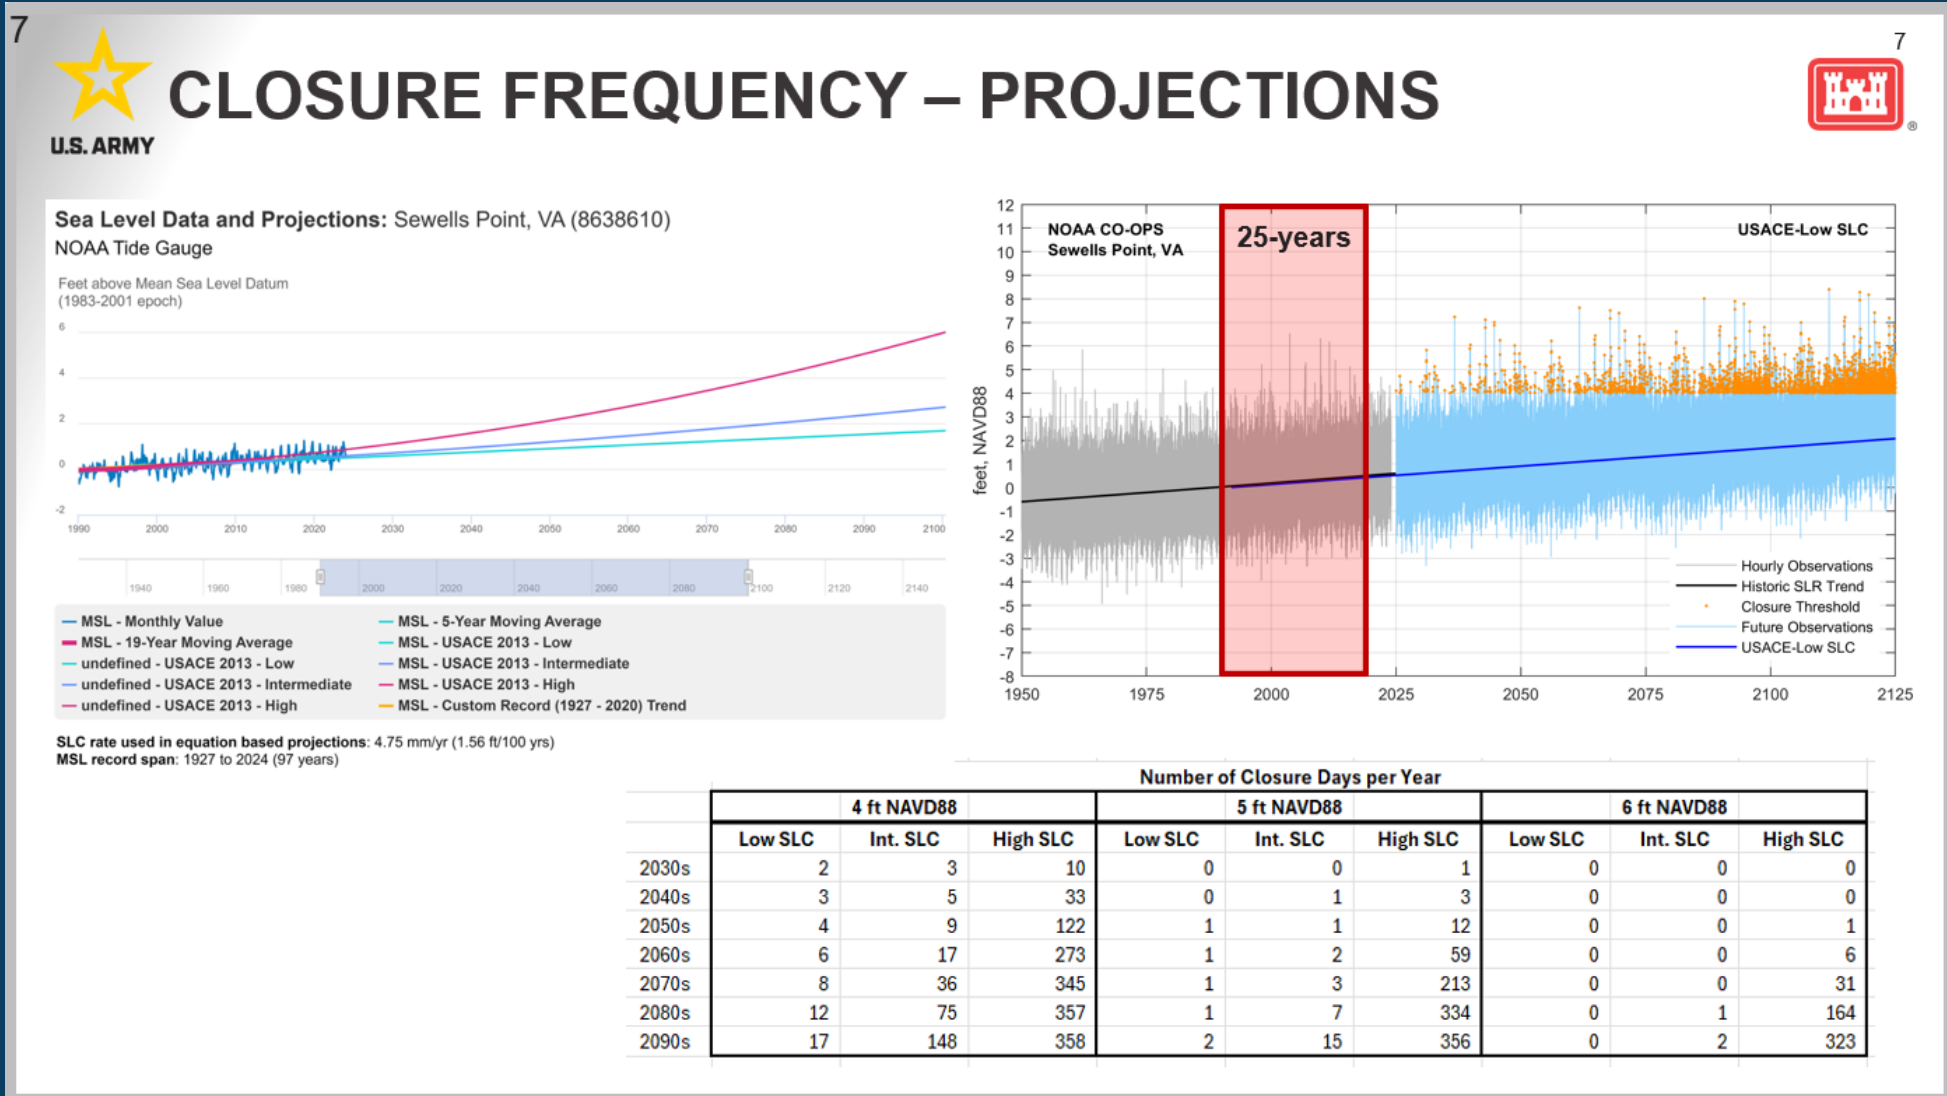 7
7
CLOSURE FREQUENCY – PROJECTIONS
U.S. ARMY
®
Sea Level Data and Projections: Sewells Point, VA (8638610)
NOAA Tide Gauge
Feet above Mean Sea Level Datum
(1983-2001 epoch)
6
4
2
0
-2
1990 2000 2010 2020 2030 2040 2050 2060 2070 2080 2090 2100
1940 1960 1980 2000 2020 2040 2060 2080 2100 2120 2140
MSL - Monthly Value MSL - 5-Year Moving Average
MSL - 19-Year Moving Average MSL - USACE 2013 - Low
undefined - USACE 2013 - Low MSL - USACE 2013 - Intermediate
undefined - USACE 2013 - Intermediate MSL - USACE 2013 - High
undefined - USACE 2013 - High MSL - Custom Record (1927 - 2020) Trend
SLC rate used in equation based projections: 4.75 mm/yr (1.56 ft/100 yrs)
MSL record span: 1927 to 2024 (97 years)
NOAA CO-OPS
Sewells Point, VA
25-years
USACE-Low SLC
feet, NAVD88
12
11
10
9
8
7
6
5
4
3
2
1
0
-1
-2
-3
-4
-5
-6
-7
-8
1950 1975 2000 2025 2050 2075 2100 2125
Hourly Observations
Historic SLR Trend
Closure Threshold
Future Observations
USACE-Low SLC
Number of Closure Days per Year
4 ft NAVD88 5 ft NAVD88 6 ft NAVD88
Low SLC Int. SLC High SLC Low SLC Int. SLC High SLC Low SLC Int. SLC High SLC
2030s 2 3 10 0 0 1 0 0 0
2040s 3 5 33 0 1 3 0 0 0
2050s 4 9 122 1 1 12 0 0 1
2060s 6 17 273 1 2 59 0 0 6
2070s 8 36 345 1 3 213 0 0 31
2080s 12 75 357 1 7 334 0 1 164
2090s 17 148 358 2 15 356 0 2 323